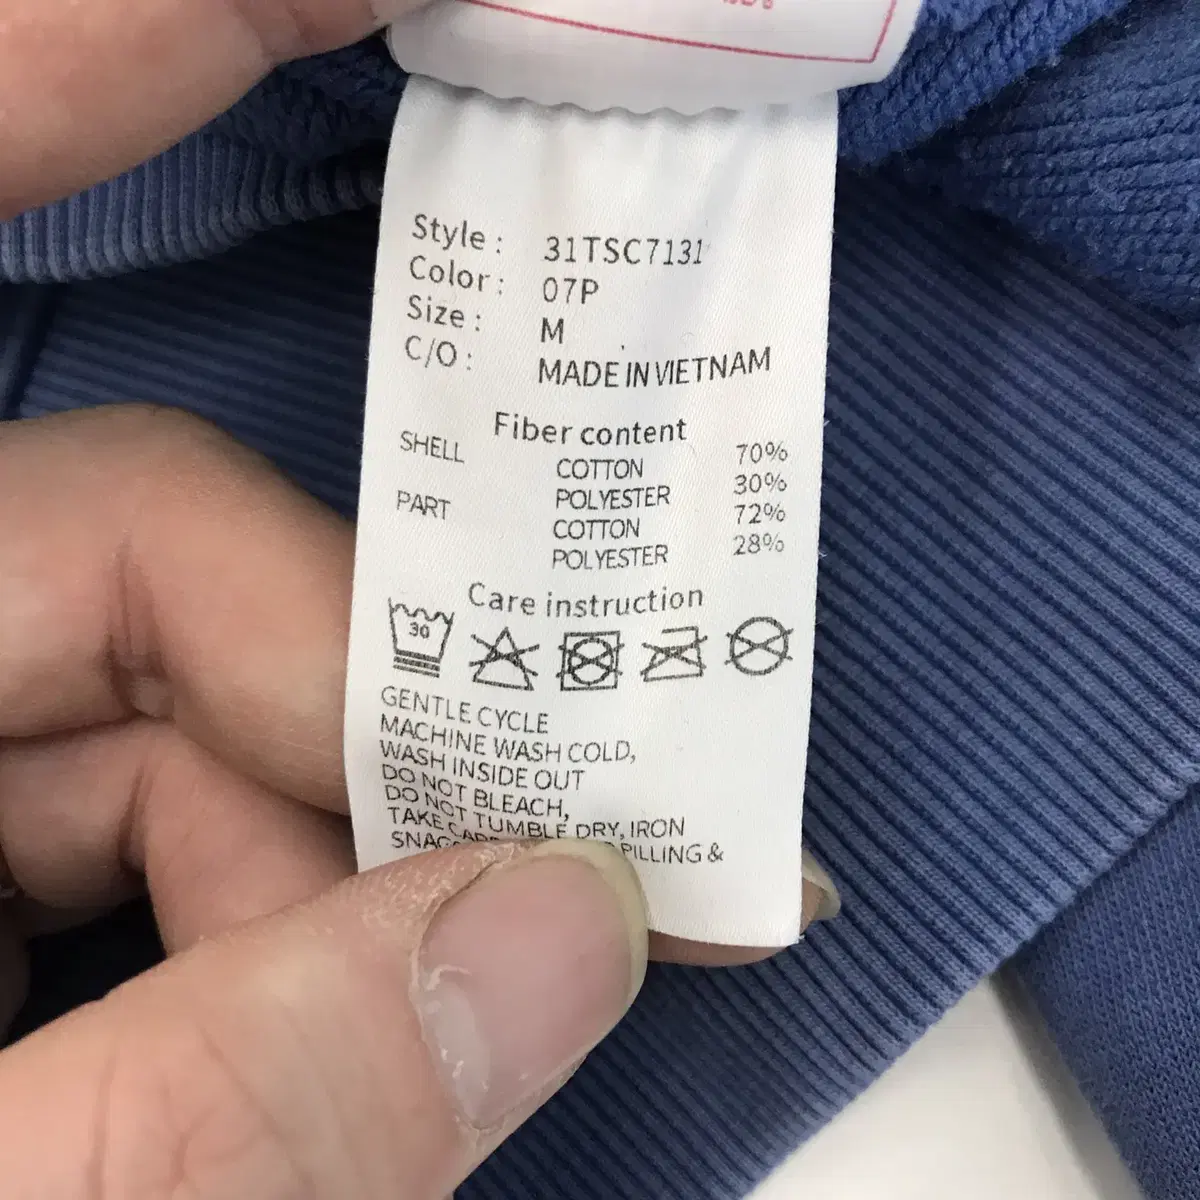 Style : 31TSC7131
Color : 07P
Size : M
C/O : MADE IN VIETNAM
Fiber content
SHELL COTTON 70%
POLYESTER 30%
PART COTTON 72%
POLYESTER 28%
Care instruction
30
GENTLE CYCLE
MACHINE WASH COLD,
WASH INSIDE OUT
DO NOT BLEACH,
DO NOT TUMBLE DRY, IRON
TAKE PILLING &